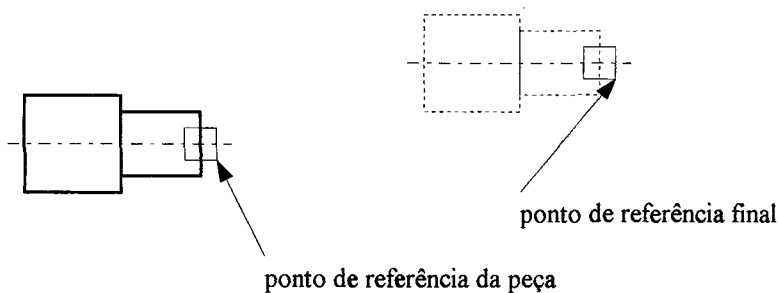 ponto de referência final
ponto de referência da peça